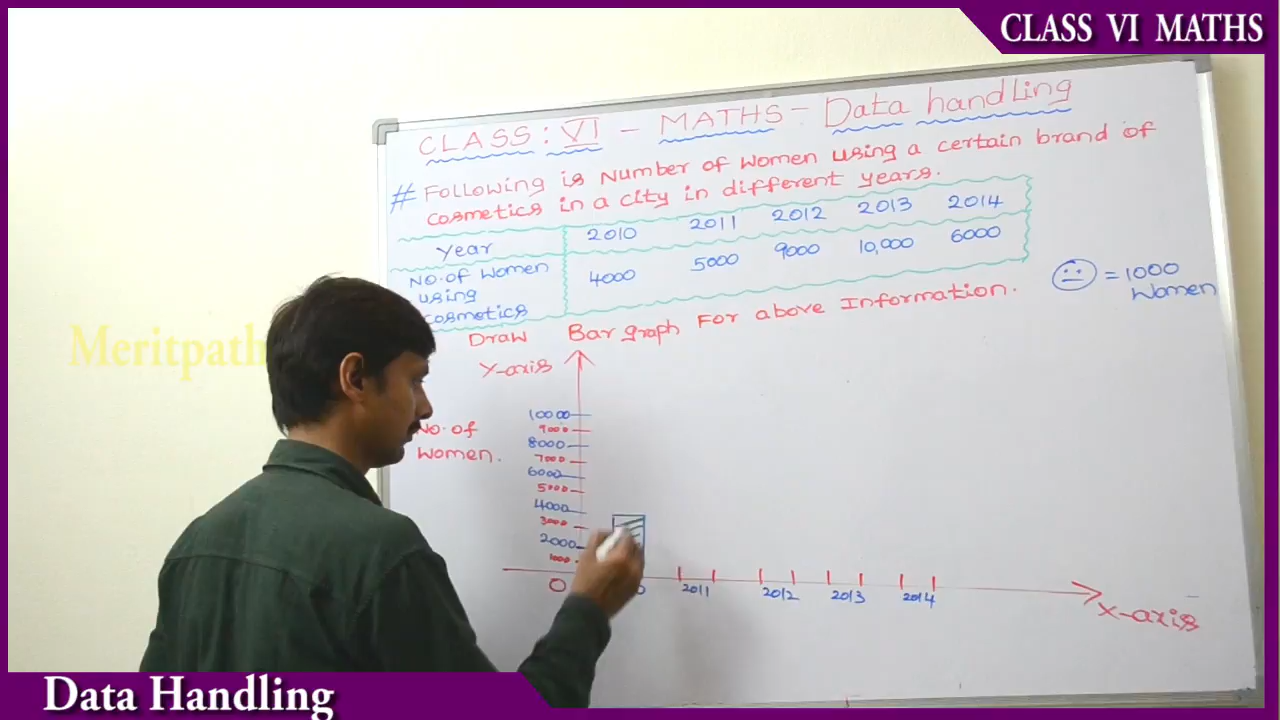 CLASS VI MATHS
CLASS: VI - MATHS - Data handling
# Following is Number of Women using a certain brand of
cosmetics in a city in different years.
Year 2010 2011 2012 2013 2014
No. of Women using cosmetics 4000 5000 9000 10,000 6000
= 1000
Women
Draw Bar graph For above Information.
Meritpath
Y-axis
No. of
Women.
10000
9000
8000
7000
6000
5000
4000
3000
2000
1000
0
2011 2012 2013 2014
X-axis
Data Handling